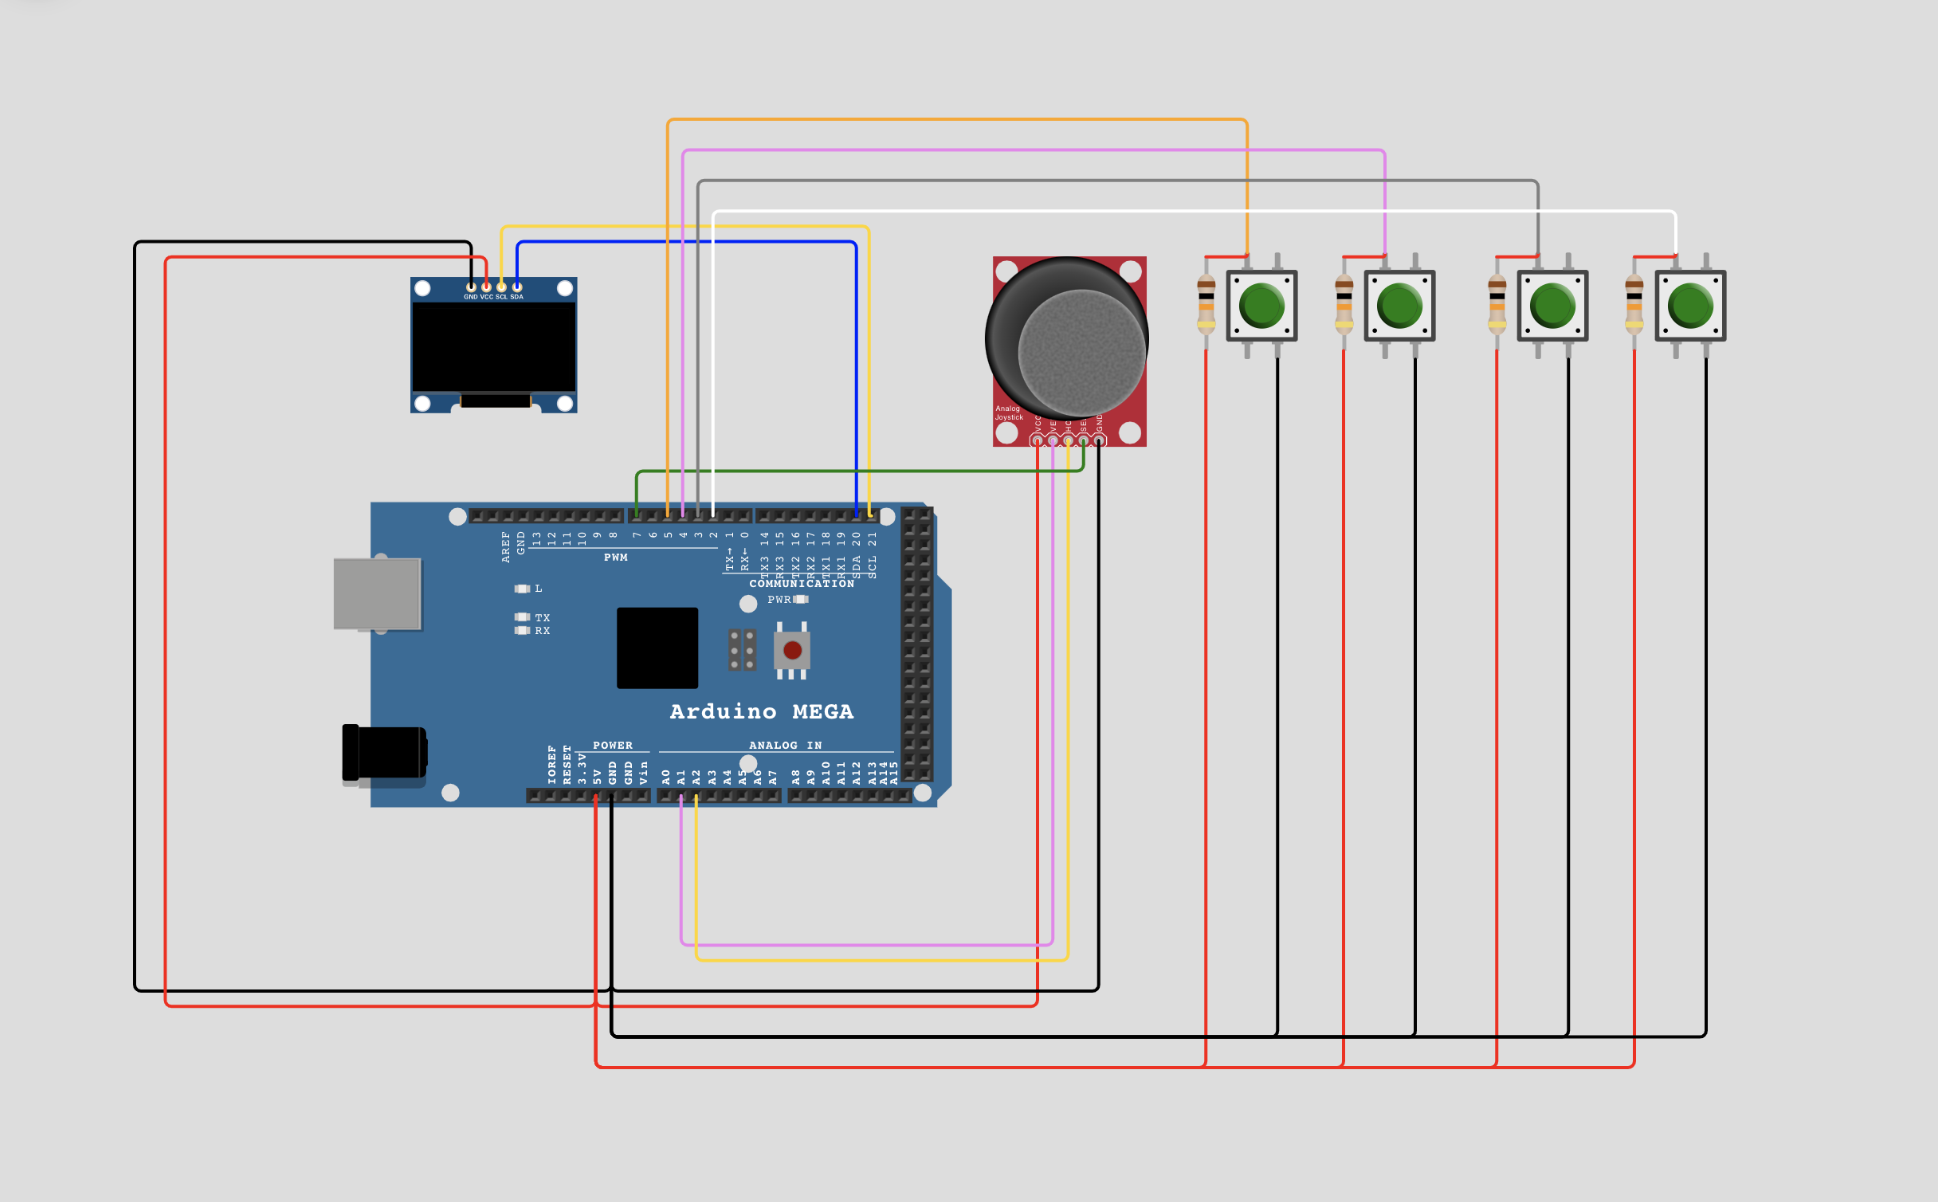 GND VCC SCL SDA
Analog
Joystick
VCC
VE
HO
SE
GND
AREF
GND
13
12
11
10
9
8
7
6
5
4
3
2
TX→ 1
RX← 0
TX3 14
RX3 15
TX2 16
RX2 17
TX1 18
RX1 19
SDA 20
SCL 21
PWM
COMMUNICATION
L
PWR
TX
RX
Arduino MEGA
POWER
ANALOG IN
IOREF
RESET
3.3V
5V
GND
GND
Vin
A0
A1
A2
A3
A4
A5
A6
A7
A8
A9
A10
A11
A12
A13
A14
A15